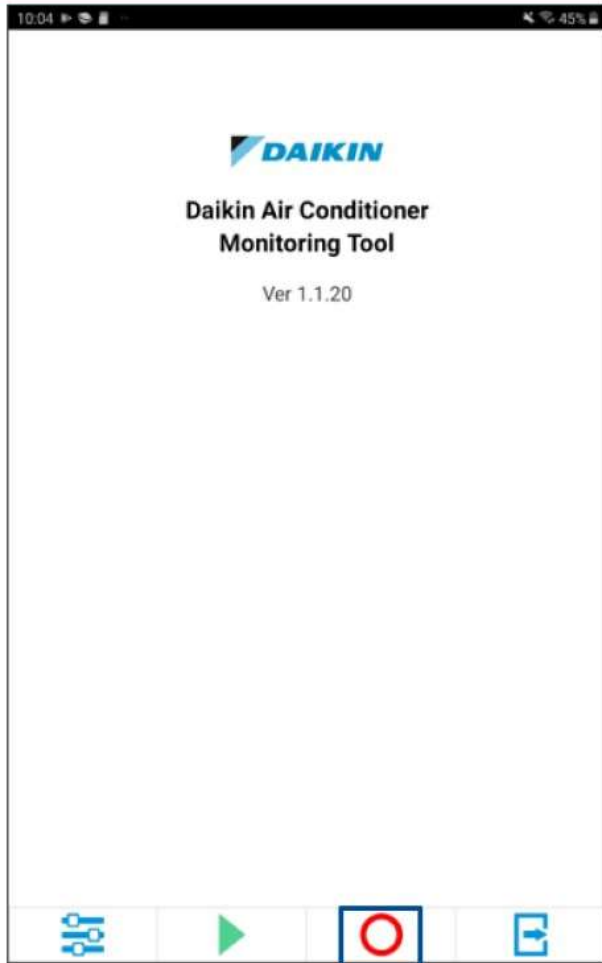 10:04
45%
DAIKIN
Daikin Air Conditioner
Monitoring Tool
Ver 1.1.20